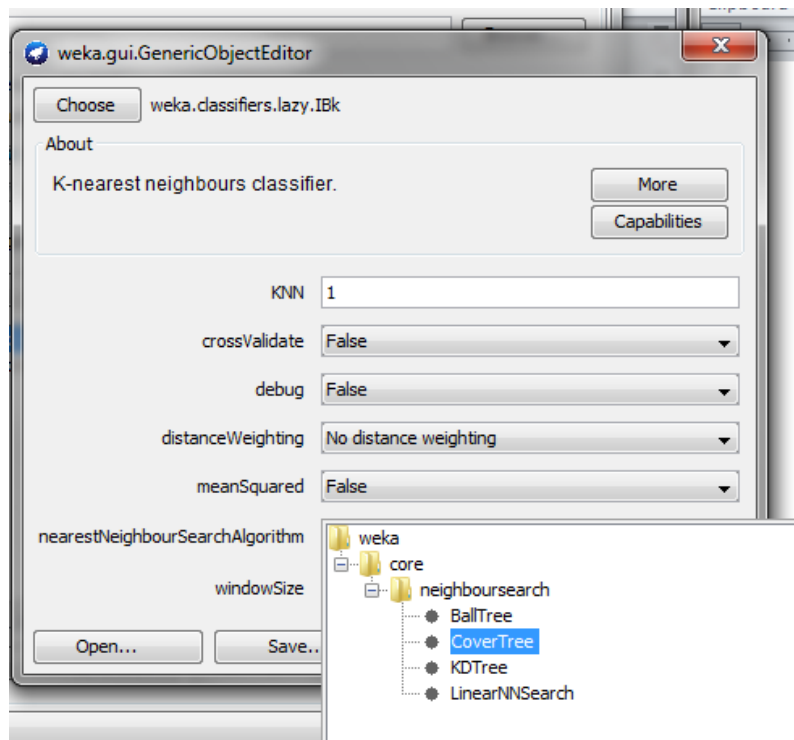 weka.gui.GenericObjectEditor
Choose weka.classifiers.lazy.IBk
About
K-nearest neighbours classifier.
More
Capabilities
KNN 1
crossValidate False
debug False
distanceWeighting No distance weighting
meanSquared False
nearestNeighbourSearchAlgorithm
windowSize
weka
core
neighboursearch
BallTree
CoverTree
KDTree
LinearNNSearch
Open... Save..